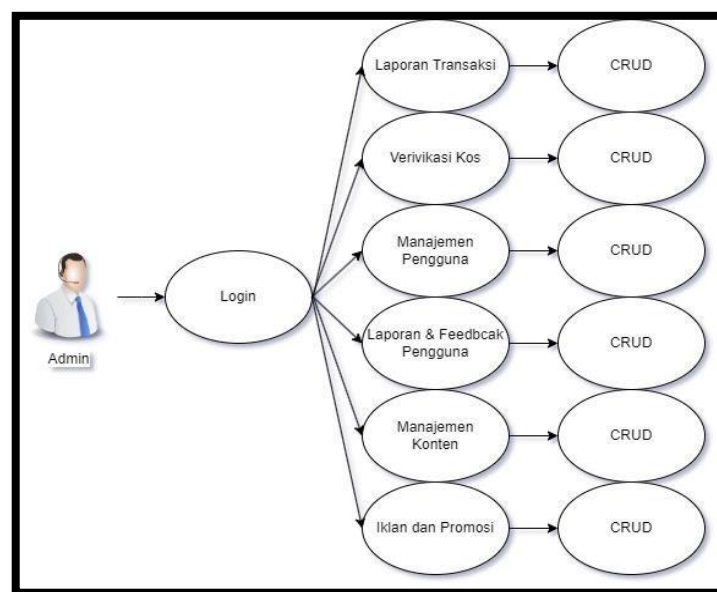 Laporan Transaksi
CRUD
Verivikasi Kos
CRUD
Manajemen
Pengguna
CRUD
Login
Admin
Laporan & Feedbcak
Pengguna
CRUD
Manajemen
Konten
CRUD
Iklan dan Promosi
CRUD